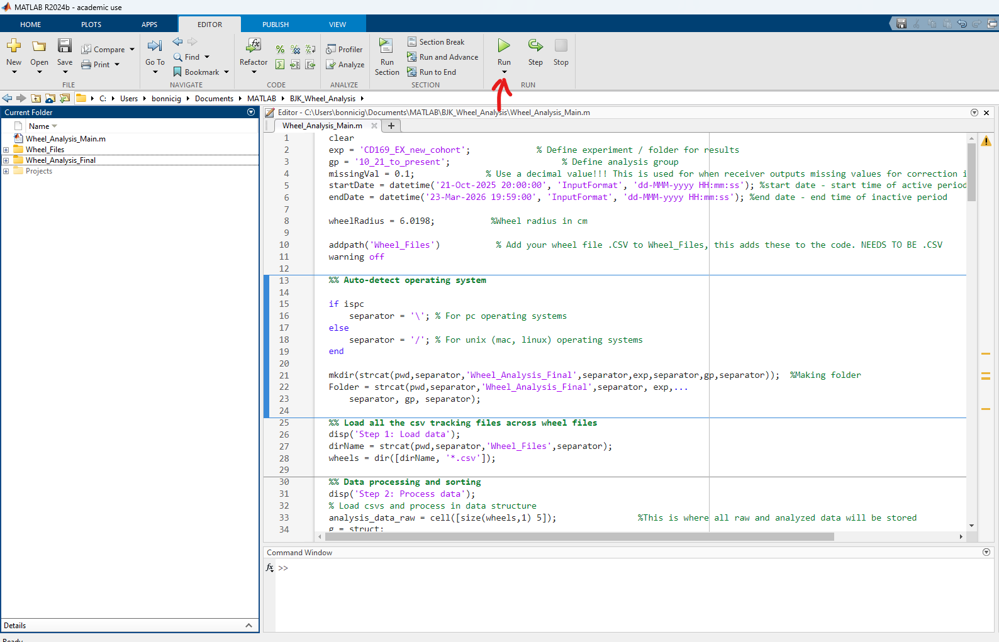 MATLAB R2024b - academic use
HOME PLOTS APPS EDITOR PUBLISH VIEW
New Open Save Compare Print
FILE
Go To Find Bookmark
NAVIGATE
Refactor
CODE
Profiler Analyze
ANALYZE
Run Section Section Break Run and Advance Run to End
SECTION
Run Step Stop
RUN
C: Users bonnicig Documents MATLAB BJK_Wheel_Analysis
Current Folder
Name
Wheel_Analysis_Main.m
Wheel_Files
Wheel_Analysis_Final
Projects
Details
Editor - C:\Users\bonnicig\Documents\MATLAB\BJK_Wheel_Analysis\Wheel_Analysis_Main.m
Wheel_Analysis_Main.m
1 clear
2 exp = 'CD169_EX_new_cohort'; % Define experiment / folder for results
3 gp = '10_21_to_present'; % Define analysis group
4 missingVal = 0.1; % Use a decimal value!!! This is used for when receiver outputs missing values for correction i
5 startDate = datetime('21-Oct-2025 20:00:00', 'InputFormat', 'dd-MMM-yyyy HH:mm:ss'); %start date - start time of active period
6 endDate = datetime('23-Mar-2026 19:59:00', 'InputFormat', 'dd-MMM-yyyy HH:mm:ss'); %end date - end time of inactive period
7
8 wheelRadius = 6.0198; %Wheel radius in cm
9
10 addpath('Wheel_Files') % Add your wheel file .CSV to Wheel_Files, this adds these to the code. NEEDS TO BE .CSV
11 warning off
12
13 %% Auto-detect operating system
14
15 if ispc
16 separator = '\'; % For pc operating systems
17 else
18 separator = '/'; % For unix (mac, linux) operating systems
19 end
20
21 mkdir(strcat(pwd,separator,'Wheel_Analysis_Final',separator,exp,separator,gp,separator)); %Making folder
22 Folder = strcat(pwd,separator,'Wheel_Analysis_Final',separator, exp,...
23 separator, gp, separator);
24
25 %% Load all the csv tracking files across wheel files
26 disp('Step 1: Load data');
27 dirName = strcat(pwd,separator,'Wheel_Files',separator);
28 wheels = dir([dirName, '*.csv']);
29
30 %% Data processing and sorting
31 disp('Step 2: Process data');
32 % Load csvs and process in data structure
33 analysis_data_raw = cell([size(wheels,1) 5]); %This is where all raw and analyzed data will be stored
34 g = struct;
Command Window
fx >>
Ready